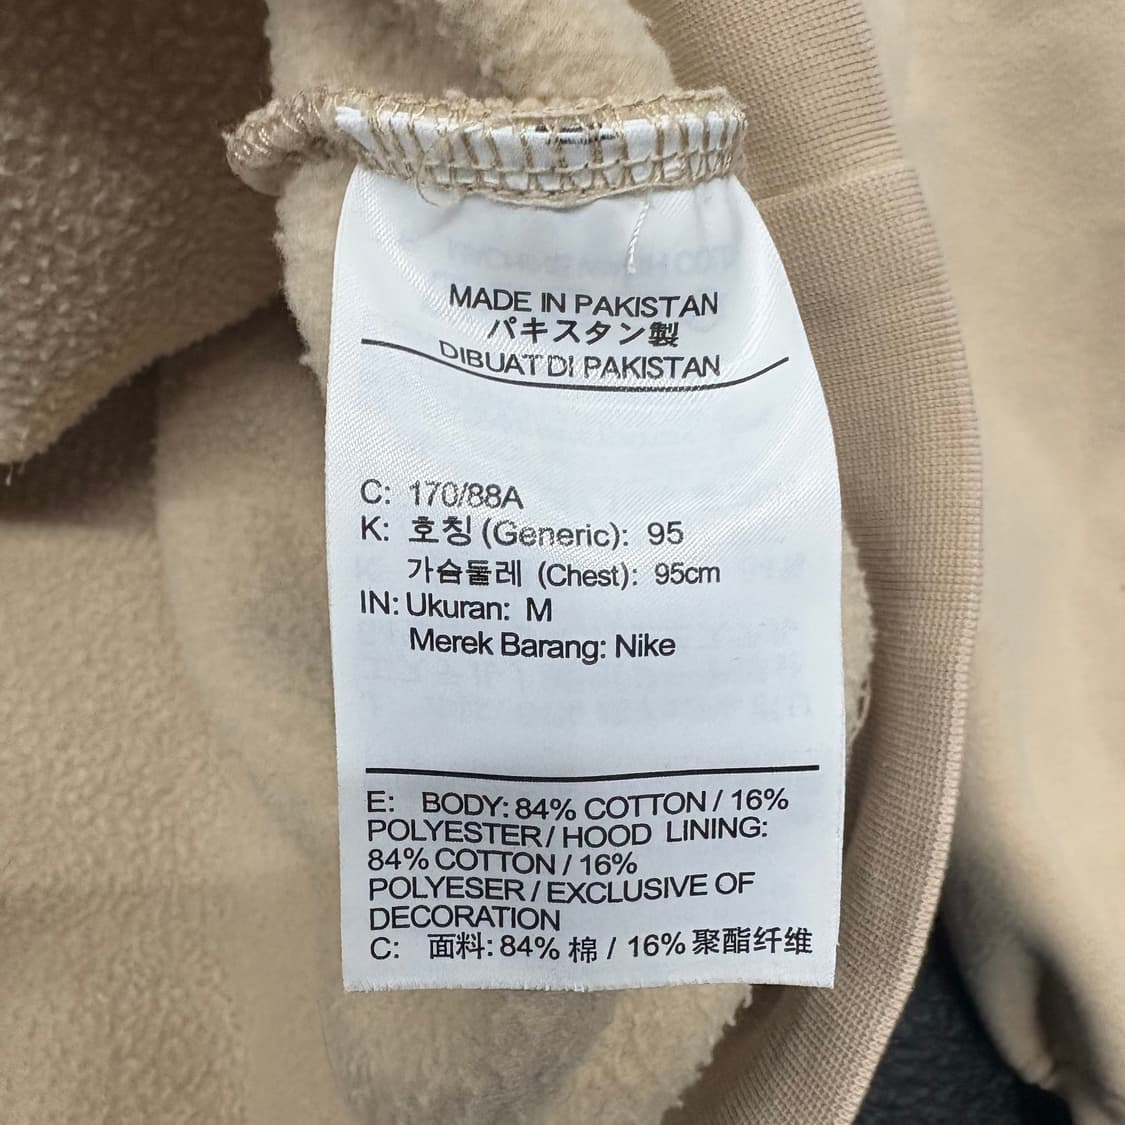 MADE IN PAKISTAN
パキスタン製
DIBUAT DI PAKISTAN
C: 170/88A
K: 호칭 (Generic): 95
가슴둘레 (Chest): 95cm
IN: Ukuran: M
Merek Barang: Nike
E: BODY: 84% COTTON / 16%
POLYESTER / HOOD LINING:
84% COTTON / 16%
POLYESER / EXCLUSIVE OF
DECORATION
C: 面料: 84% 棉 / 16% 聚酯纤维